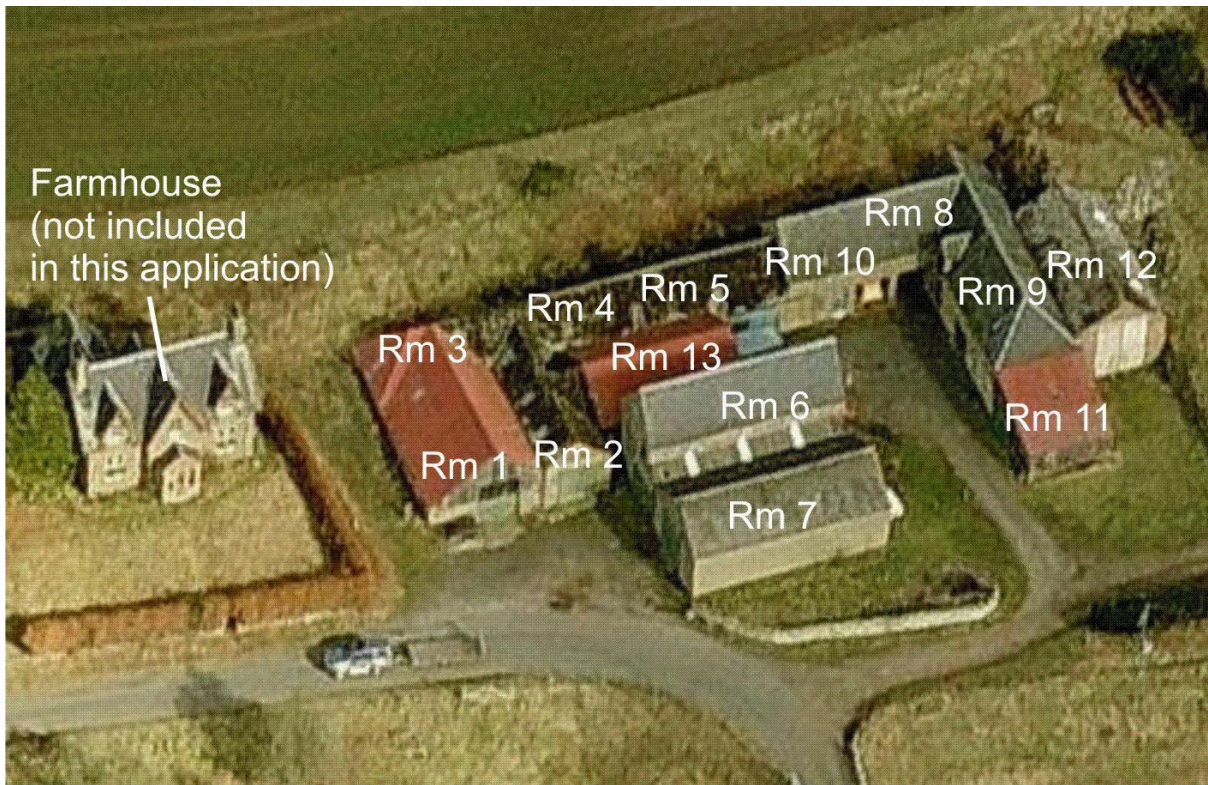 Farmhouse
(not included
in this application)
Rm 8
Rm 10
Rm 12
Rm 5
Rm 4
Rm 9
Rm 3
Rm 13
Rm 6
Rm 11
Rm 1
Rm 2
Rm 7